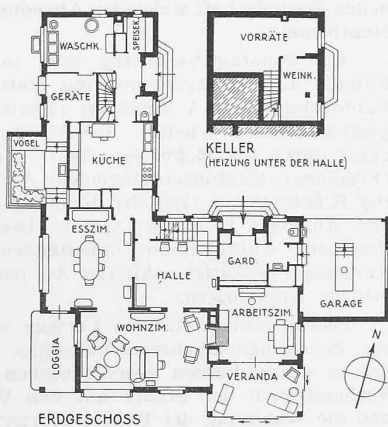 WASCHK.
SPEISEK.
GERÄTE
VÖGEL
KÜCHE
ESSZIM.
HALLE
GARD.
WOHNZIM.
ARBEITSZIM.
GARAGE
LOGGIA
VERANDA
ERDGESCHOSS
VORRÄTE
WEINK.
KELLER
(HEIZUNG UNTER DER HALLE)
N